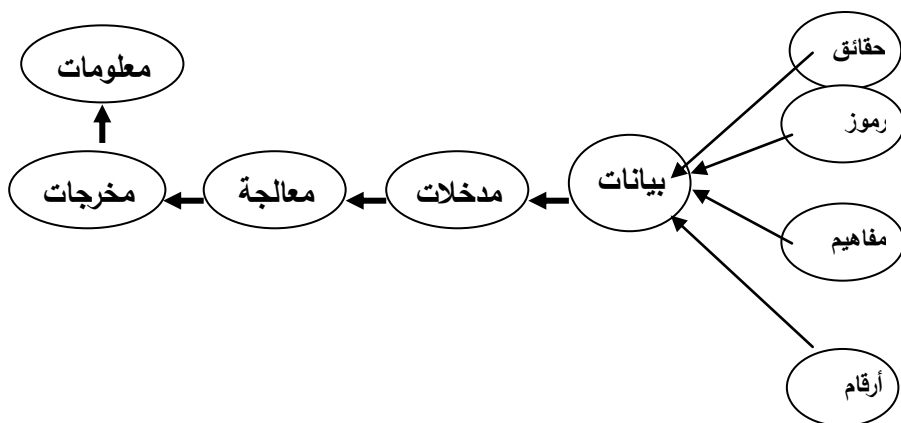 حقائق
رموز
مفاهيم
أرقام
بيانات
مدخلات
معالجة
مخرجات
معلومات